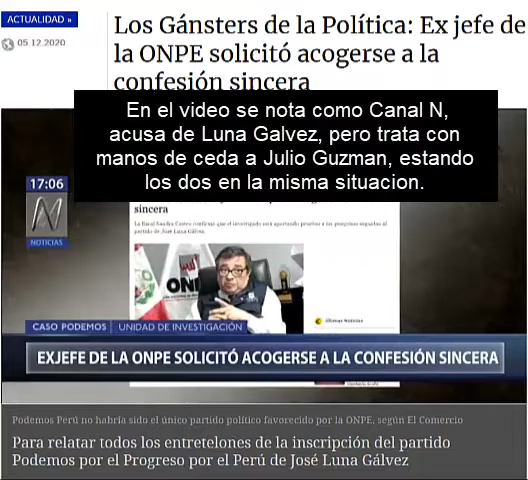 ACTUALIDAD »
05.12.2020
Los Gánsters de la Política: Ex jefe de
la ONPE solicitó acogerse a la
confesión sincera
En el video se nota como Canal N,
acusa de Luna Galvez, pero trata con
manos de ceda a Julio Guzman, estando
los dos en la misma situacion.
17:06
N
NOTICIAS
sincera
ONP
CASO PODEMOS | UNIDAD DE INVESTIGACIÓN
EXJEFE DE LA ONPE SOLICITÓ ACOGERSE A LA CONFESIÓN SINCERA
Podemos Perú no habría sido el único partido político favorecido por la ONPE, según El Comercio
Para relatar todos los entretelones de la inscripción del partido
Podemos por el Progreso por el Perú de José Luna Gálvez